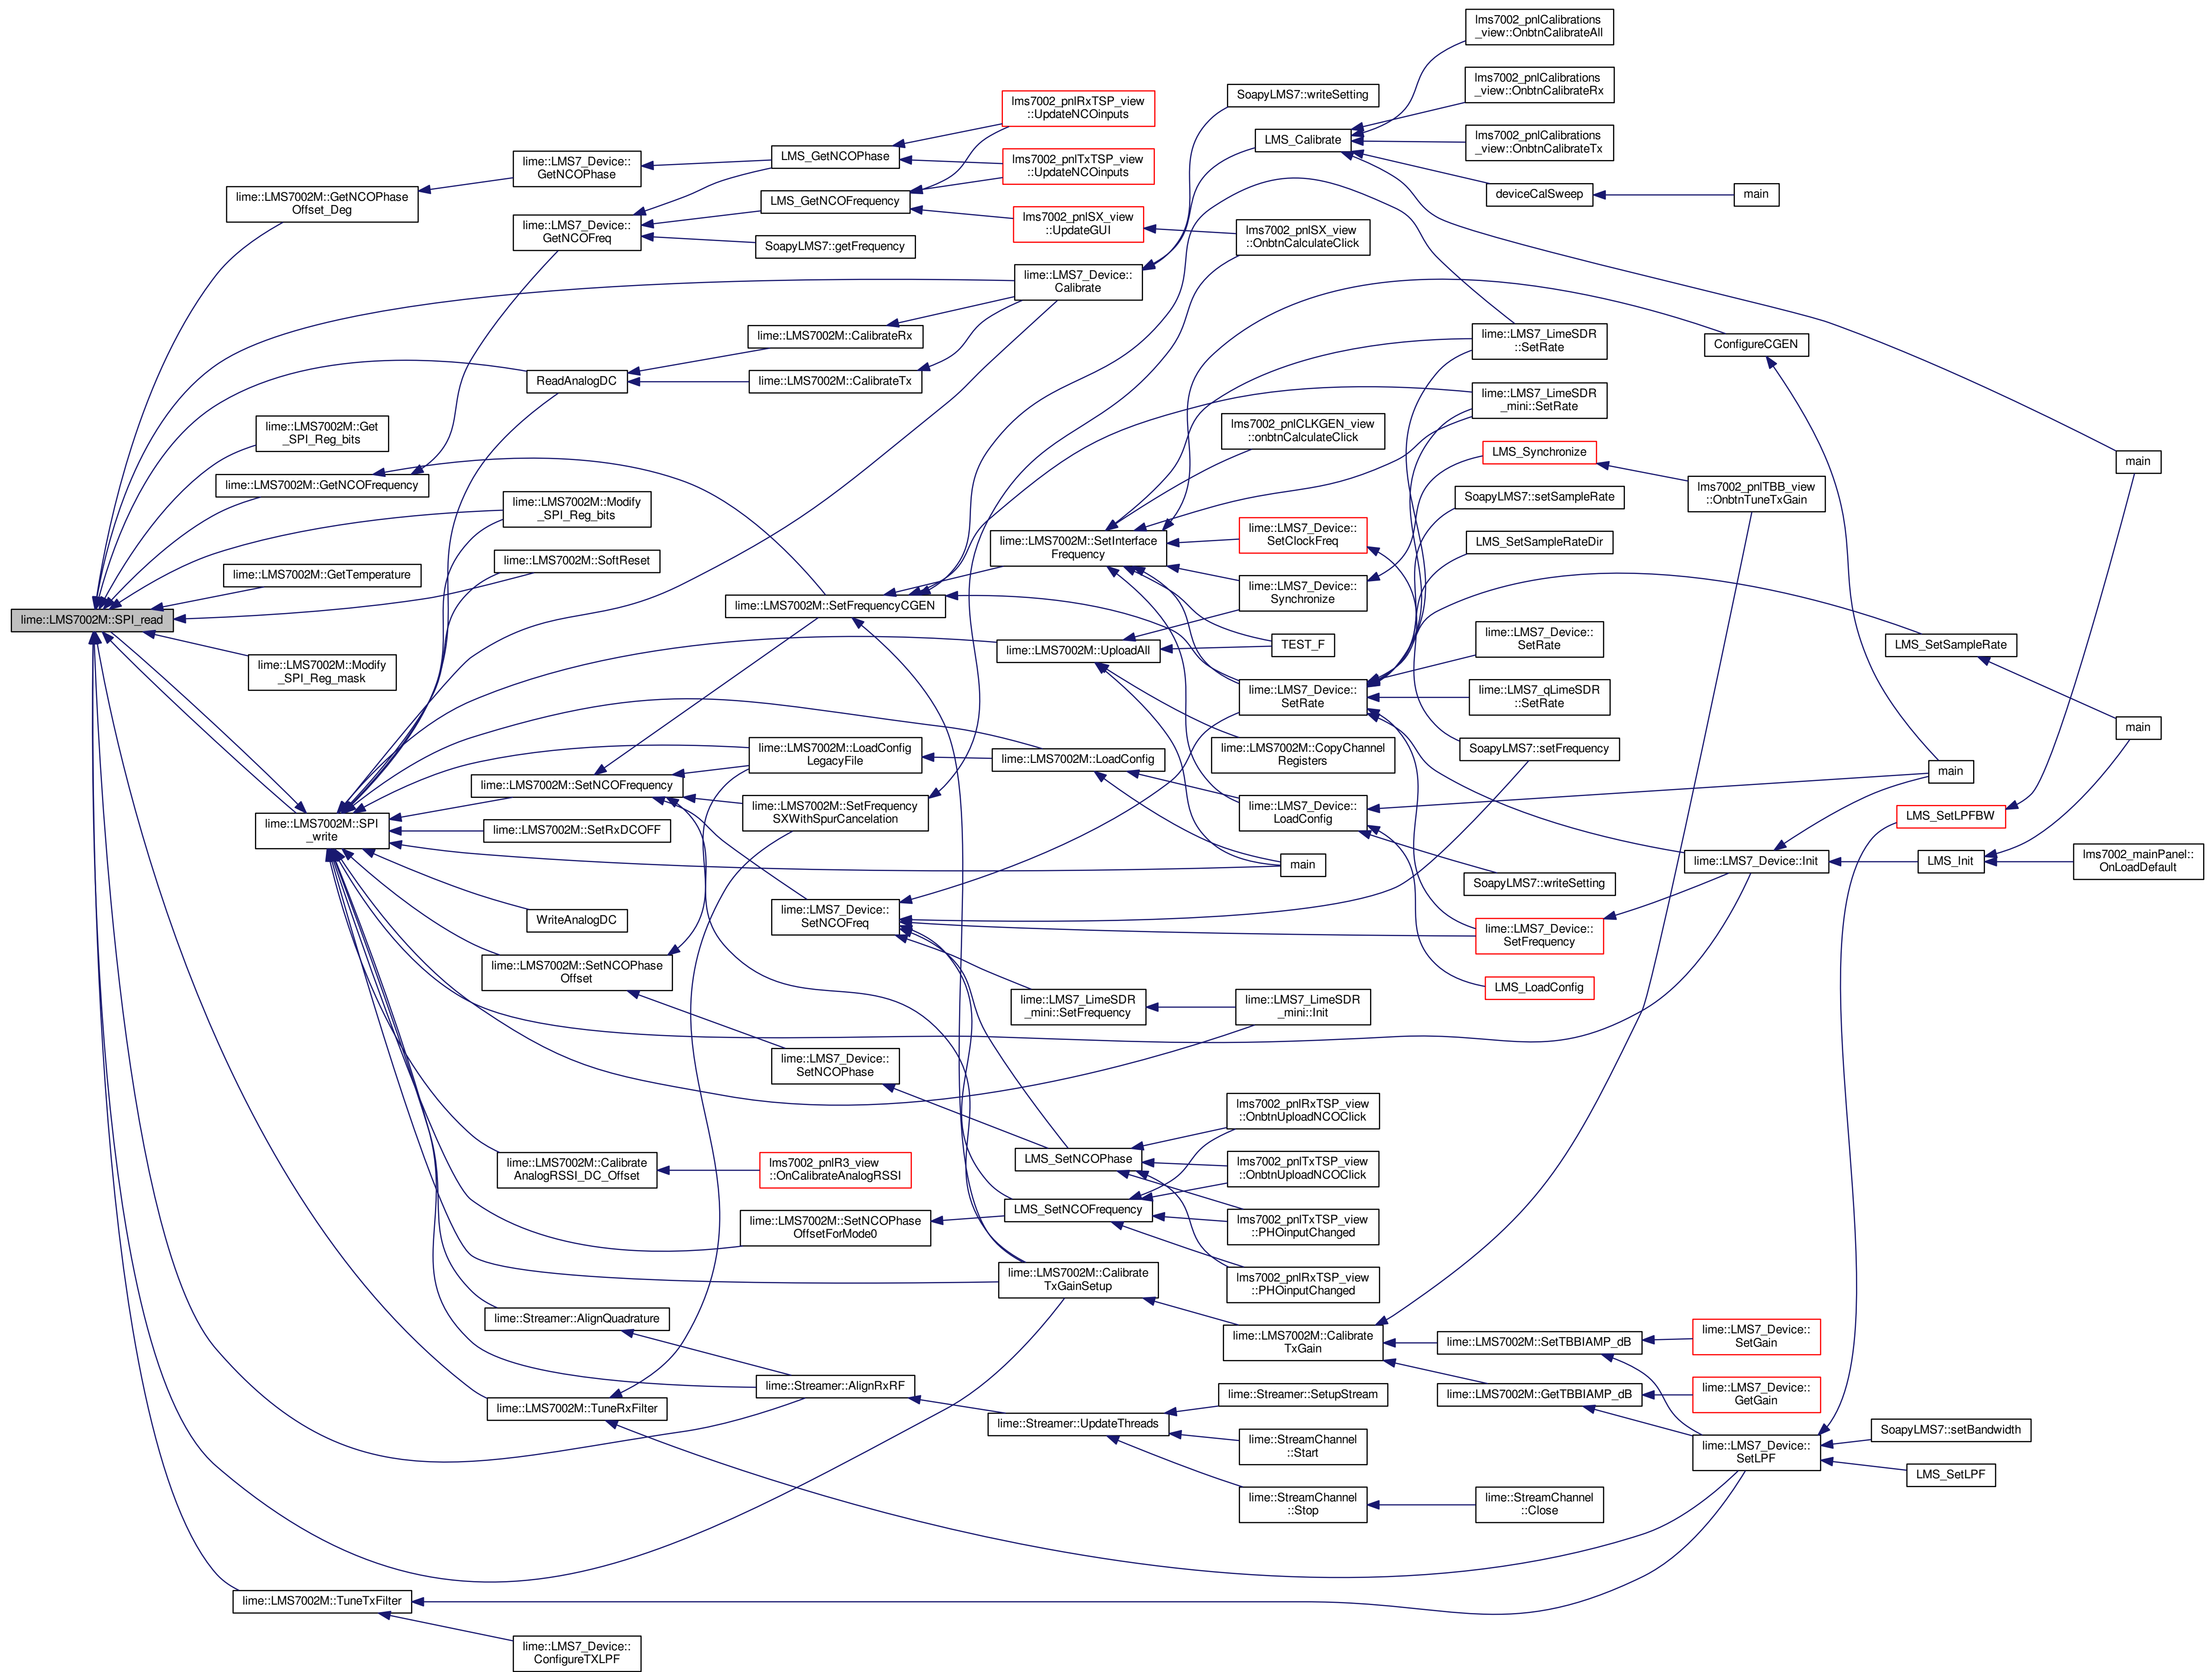 lms7002_pnlCalibrations
_view::OnbtnCalibrateAll
lms7002_pnlCalibrations
_view::OnbtnCalibrateRx
SoapyLMS7::writeSetting
lms7002_pnlRxTSP_view
::UpdateNCOinputs
LMS_Calibrate
lms7002_pnlCalibrations
_view::OnbtnCalibrateTx
LMS_GetNCOPhase
lime::LMS7_Device::
GetNCOPhase
lms7002_pnlTxTSP_view
::UpdateNCOinputs
deviceCalSweep
main
lime::LMS7002M::GetNCOPhase
Offset_Deg
LMS_GetNCOFrequency
lime::LMS7_Device::
GetNCOFreq
lms7002_pnlSX_view
::UpdateGUI
lms7002_pnlSX_view
::OnbtnCalculateClick
SoapyLMS7::getFrequency
lime::LMS7_Device::
Calibrate
lime::LMS7002M::CalibrateRx
lime::LMS7_LimeSDR
::SetRate
ConfigureCGEN
ReadAnalogDC
lime::LMS7002M::CalibrateTx
lime::LMS7_LimeSDR
_mini::SetRate
lime::LMS7002M::Get
_SPI_Reg_bits
lms7002_pnlCLKGEN_view
::onbtnCalculateClick
LMS_Synchronize
main
lime::LMS7002M::GetNCOFrequency
lime::LMS7002M::Modify
_SPI_Reg_bits
SoapyLMS7::setSampleRate
lms7002_pnlTBB_view
::OnbtnTuneTxGain
lime::LMS7002M::SetInterface
Frequency
lime::LMS7_Device::
SetClockFreq
LMS_SetSampleRateDir
lime::LMS7002M::SoftReset
lime::LMS7002M::GetTemperature
lime::LMS7_Device::
Synchronize
lime::LMS7002M::SetFrequencyCGEN
lime::LMS7002M::SPI_read
lime::LMS7_Device::
SetRate
LMS_SetSampleRate
TEST_F
lime::LMS7002M::UploadAll
lime::LMS7002M::Modify
_SPI_Reg_mask
lime::LMS7_Device::
SetRate
lime::LMS7_qLimeSDR
::SetRate
main
lime::LMS7002M::LoadConfig
LegacyFile
lime::LMS7002M::CopyChannel
Registers
SoapyLMS7::setFrequency
lime::LMS7002M::LoadConfig
main
lime::LMS7002M::SetNCOFrequency
lime::LMS7002M::SetFrequency
SXWithSpurCancelation
lime::LMS7_Device::
LoadConfig
LMS_SetLPFBW
lime::LMS7002M::SPI
_write
lime::LMS7002M::SetRxDCOFF
main
lime::LMS7_Device::Init
LMS_Init
lms7002_mainPanel::
OnLoadDefault
SoapyLMS7::writeSetting
WriteAnalogDC
lime::LMS7_Device::
SetNCOFreq
lime::LMS7_Device::
SetFrequency
lime::LMS7002M::SetNCOPhase
Offset
LMS_LoadConfig
lime::LMS7_LimeSDR
_mini::SetFrequency
lime::LMS7_LimeSDR
_mini::Init
lime::LMS7_Device::
SetNCOPhase
lms7002_pnlRxTSP_view
::OnbtnUploadNCOClick
LMS_SetNCOPhase
lime::LMS7002M::Calibrate
AnalogRSSI_DC_Offset
lms7002_pnlR3_view
::OnCalibrateAnalogRSSI
lms7002_pnlTxTSP_view
::OnbtnUploadNCOClick
LMS_SetNCOFrequency
lime::LMS7002M::SetNCOPhase
OffsetForMode0
lms7002_pnlTxTSP_view
::PHOinputChanged
lime::LMS7002M::Calibrate
TxGainSetup
lms7002_pnlRxTSP_view
::PHOinputChanged
lime::Streamer::AlignQuadrature
lime::LMS7002M::Calibrate
TxGain
lime::LMS7002M::SetTBBIAMP_dB
lime::LMS7_Device::
SetGain
lime::Streamer::AlignRxRF
lime::LMS7002M::TuneRxFilter
lime::Streamer::SetupStream
lime::LMS7002M::GetTBBIAMP_dB
lime::LMS7_Device::
GetGain
lime::Streamer::UpdateThreads
lime::StreamChannel
::Start
lime::LMS7_Device::
SetLPF
SoapyLMS7::setBandwidth
LMS_SetLPF
lime::StreamChannel
::Stop
lime::StreamChannel
::Close
lime::LMS7002M::TuneTxFilter
lime::LMS7_Device::
ConfigureTXLPF